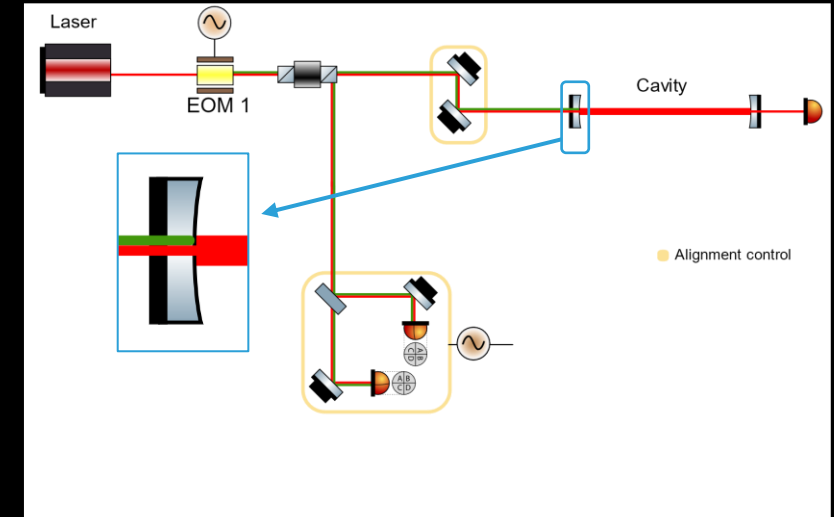 Laser
EOM 1
Cavity
Alignment control
A B
C D
A B
C D